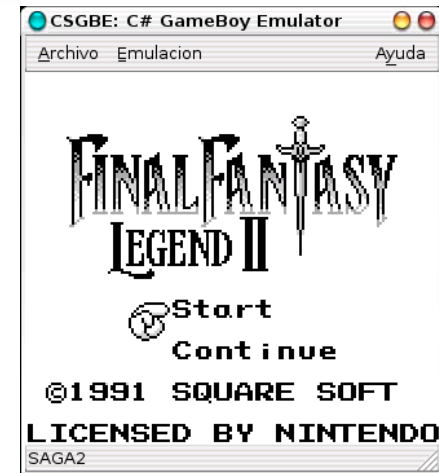 CSGBE: C# GameBoy Emulator
Archivo Emulacion Ayuda
FINAL FANTASY
LEGEND II
Start
Continue
©1991 SQUARE SOFT
LICENSED BY NINTENDO
SAGA2